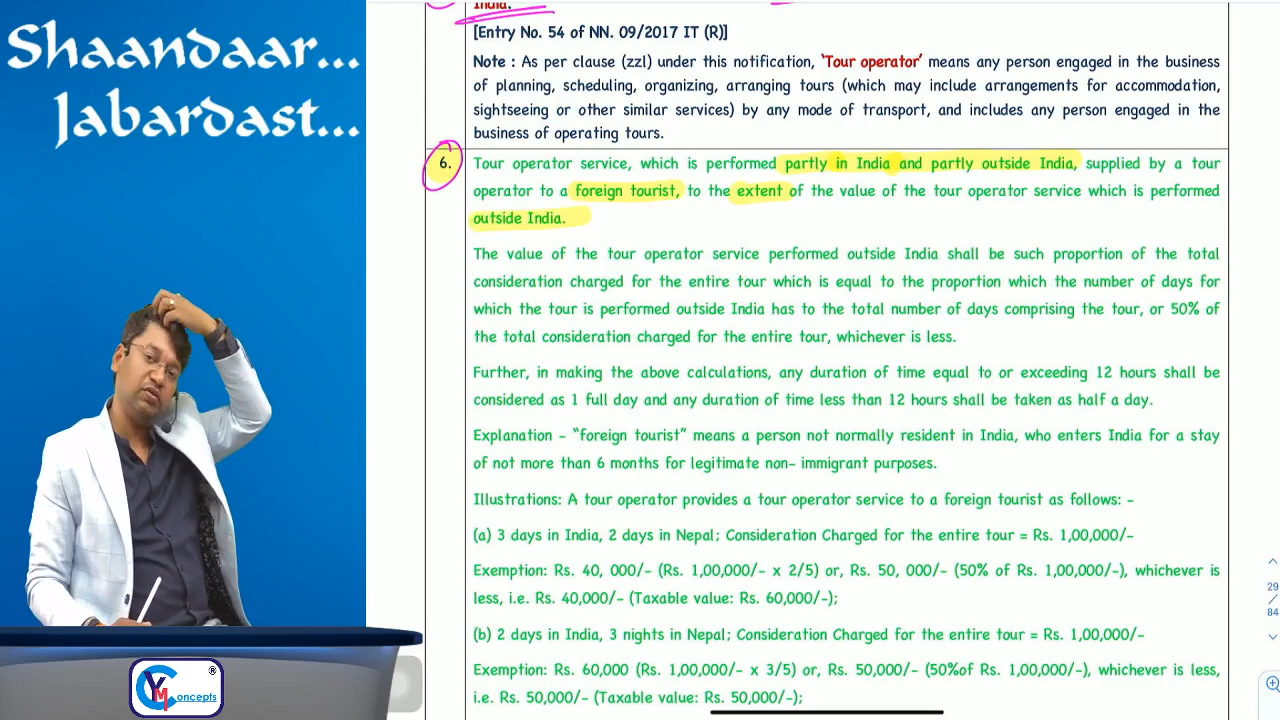 Shaandaar...
Jabardast...
India.
[Entry No. 54 of NN. 09/2017 IT (R)]
Note : As per clause (zzl) under this notification, ‘Tour operator’ means any person engaged in the business
of planning, scheduling, organizing, arranging tours (which may include arrangements for accommodation,
sightseeing or other similar services) by any mode of transport, and includes any person engaged in the
business of operating tours.
6.
Tour operator service, which is performed partly in India and partly outside India, supplied by a tour
operator to a foreign tourist, to the extent of the value of the tour operator service which is performed
outside India.
The value of the tour operator service performed outside India shall be such proportion of the total
consideration charged for the entire tour which is equal to the proportion which the number of days for
which the tour is performed outside India has to the total number of days comprising the tour, or 50% of
the total consideration charged for the entire tour, whichever is less.
Further, in making the above calculations, any duration of time equal to or exceeding 12 hours shall be
considered as 1 full day and any duration of time less than 12 hours shall be taken as half a day.
Explanation – “foreign tourist” means a person not normally resident in India, who enters India for a stay
of not more than 6 months for legitimate non- immigrant purposes.
Illustrations: A tour operator provides a tour operator service to a foreign tourist as follows: -
(a) 3 days in India, 2 days in Nepal; Consideration Charged for the entire tour = Rs. 1,00,000/-
Exemption: Rs. 40, 000/- (Rs. 1,00,000/- x 2/5) or, Rs. 50, 000/- (50% of Rs. 1,00,000/-), whichever is
less, i.e. Rs. 40,000/- (Taxable value: Rs. 60,000/-);
(b) 2 days in India, 3 nights in Nepal; Consideration Charged for the entire tour = Rs. 1,00,000/-
Exemption: Rs. 60,000 (Rs. 1,00,000/- x 3/5) or, Rs. 50,000/- (50%of Rs. 1,00,000/-), whichever is less,
i.e. Rs. 50,000/- (Taxable value: Rs. 50,000/-);
29
/
84
YM Concepts ®